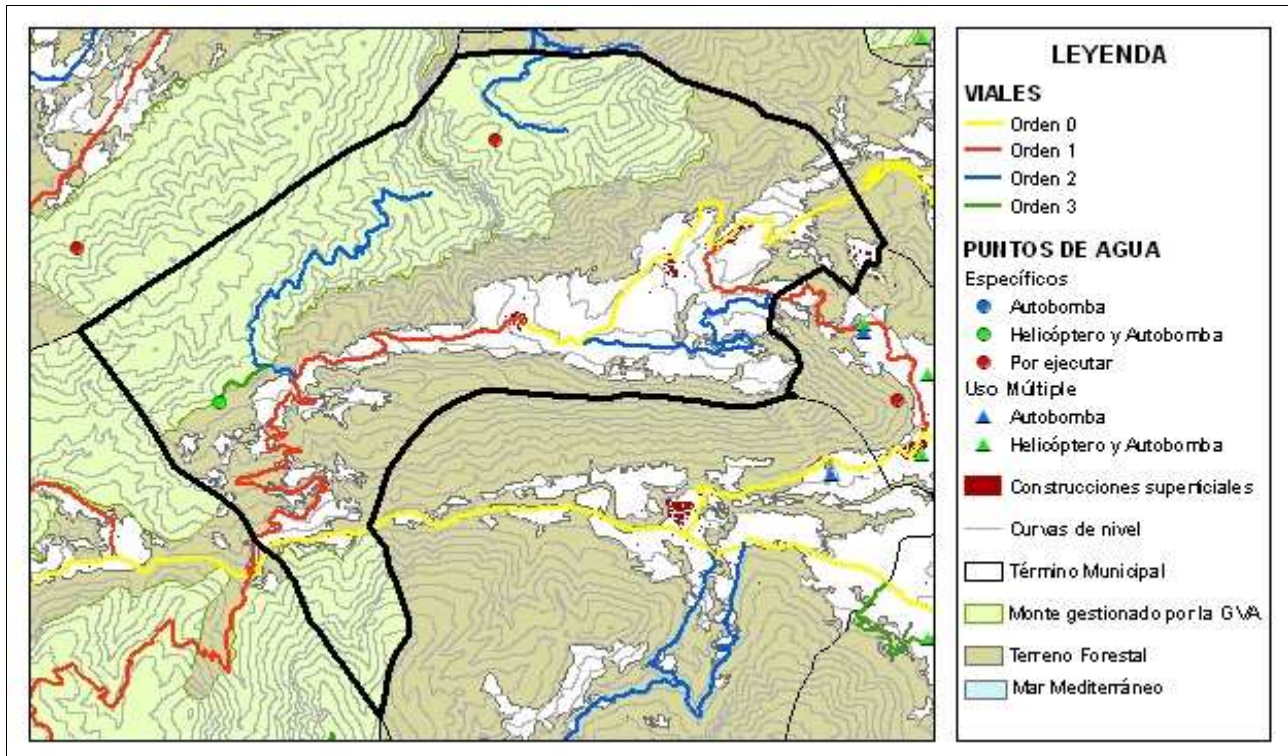 LEYENDA
VIALES
Orden 0
Orden 1
Orden 2
Orden 3
PUNTOS DE AGUA
Específicos
Autobomba
Helicóptero y Autobomba
Por ejecutar
Uso Múltiple
Autobomba
Helicóptero y Autobomba
Construcciones superficiales
Curvas de nivel
Término Municipal
Monte gestionado por la GVA
Terreno Forestal
Mar Mediterráneo